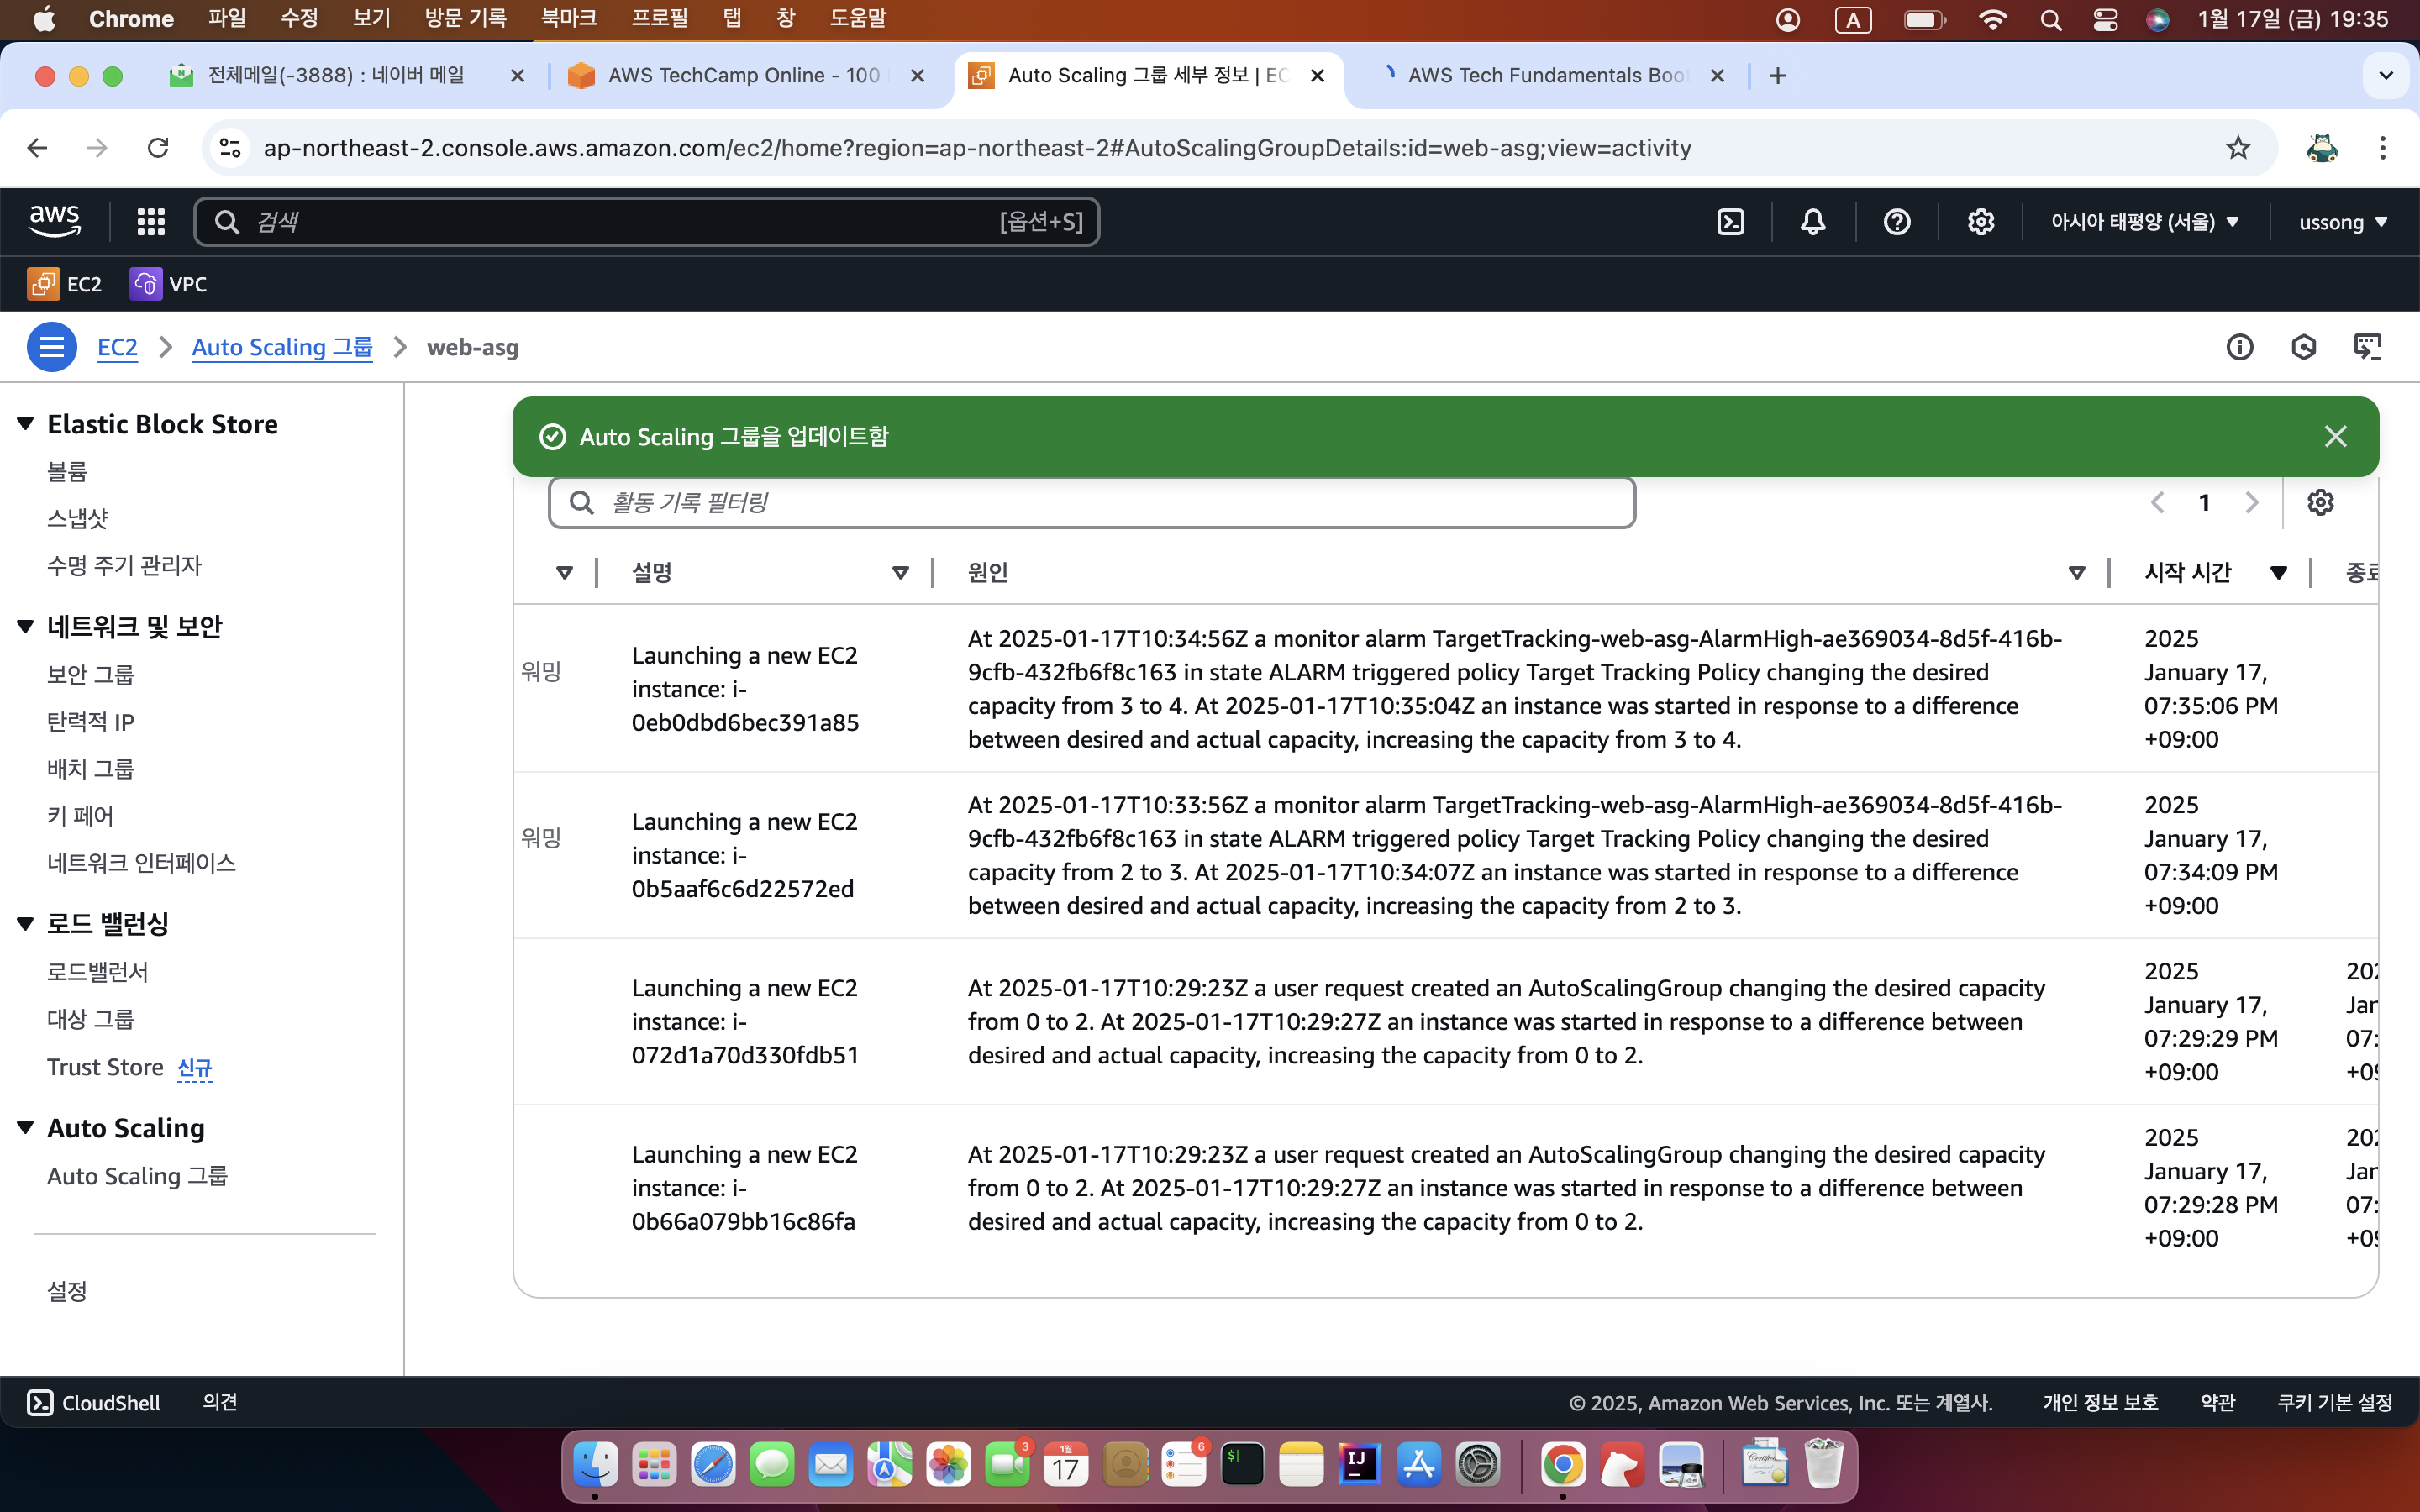 Chrome 파일 수정 보기 방문 기록 북마크 프로필 탭 창 도움말 A 1월 17일 (금) 19:35
전체메일(-3888) : 네이버 메일 AWS TechCamp Online - 100 Auto Scaling 그룹 세부 정보 | EC AWS Tech Fundamentals Boo
ap-northeast-2.console.aws.amazon.com/ec2/home?region=ap-northeast-2#AutoScalingGroupDetails:id=web-asg;view=activity
aws 검색 [옵션+S] 아시아 태평양 (서울) ussong
EC2 VPC
EC2 Auto Scaling 그룹 web-asg
Elastic Block Store
볼륨
스냅샷
수명 주기 관리자
네트워크 및 보안
보안 그룹
탄력적 IP
배치 그룹
키 페어
네트워크 인터페이스
로드 밸런싱
로드밸런서
대상 그룹
Trust Store 신규
Auto Scaling
Auto Scaling 그룹
설정
Auto Scaling 그룹을 업데이트함
활동 기록 필터링 1
설명 원인 시작 시간 종료
워밍
Launching a new EC2
instance: i-
0eb0dbd6bec391a85
At 2025-01-17T10:34:56Z a monitor alarm TargetTracking-web-asg-AlarmHigh-ae369034-8d5f-416b-
9cfb-432fb6f8c163 in state ALARM triggered policy Target Tracking Policy changing the desired
capacity from 3 to 4. At 2025-01-17T10:35:04Z an instance was started in response to a difference
between desired and actual capacity, increasing the capacity from 3 to 4.
2025
January 17,
07:35:06 PM
+09:00
워밍
Launching a new EC2
instance: i-
0b5aaf6c6d22572ed
At 2025-01-17T10:33:56Z a monitor alarm TargetTracking-web-asg-AlarmHigh-ae369034-8d5f-416b-
9cfb-432fb6f8c163 in state ALARM triggered policy Target Tracking Policy changing the desired
capacity from 2 to 3. At 2025-01-17T10:34:07Z an instance was started in response to a difference
between desired and actual capacity, increasing the capacity from 2 to 3.
2025
January 17,
07:34:09 PM
+09:00
Launching a new EC2
instance: i-
072d1a70d330fdb51
At 2025-01-17T10:29:23Z a user request created an AutoScalingGroup changing the desired capacity
from 0 to 2. At 2025-01-17T10:29:27Z an instance was started in response to a difference between
desired and actual capacity, increasing the capacity from 0 to 2.
2025
January 17,
07:29:29 PM
+09:00
Launching a new EC2
instance: i-
0b66a079bb16c86fa
At 2025-01-17T10:29:23Z a user request created an AutoScalingGroup changing the desired capacity
from 0 to 2. At 2025-01-17T10:29:27Z an instance was started in response to a difference between
desired and actual capacity, increasing the capacity from 0 to 2.
2025
January 17,
07:29:28 PM
+09:00
CloudShell 의견 © 2025, Amazon Web Services, Inc. 또는 계열사. 개인 정보 보호 약관 쿠키 기본 설정
3 1월 17 6 $ IJ